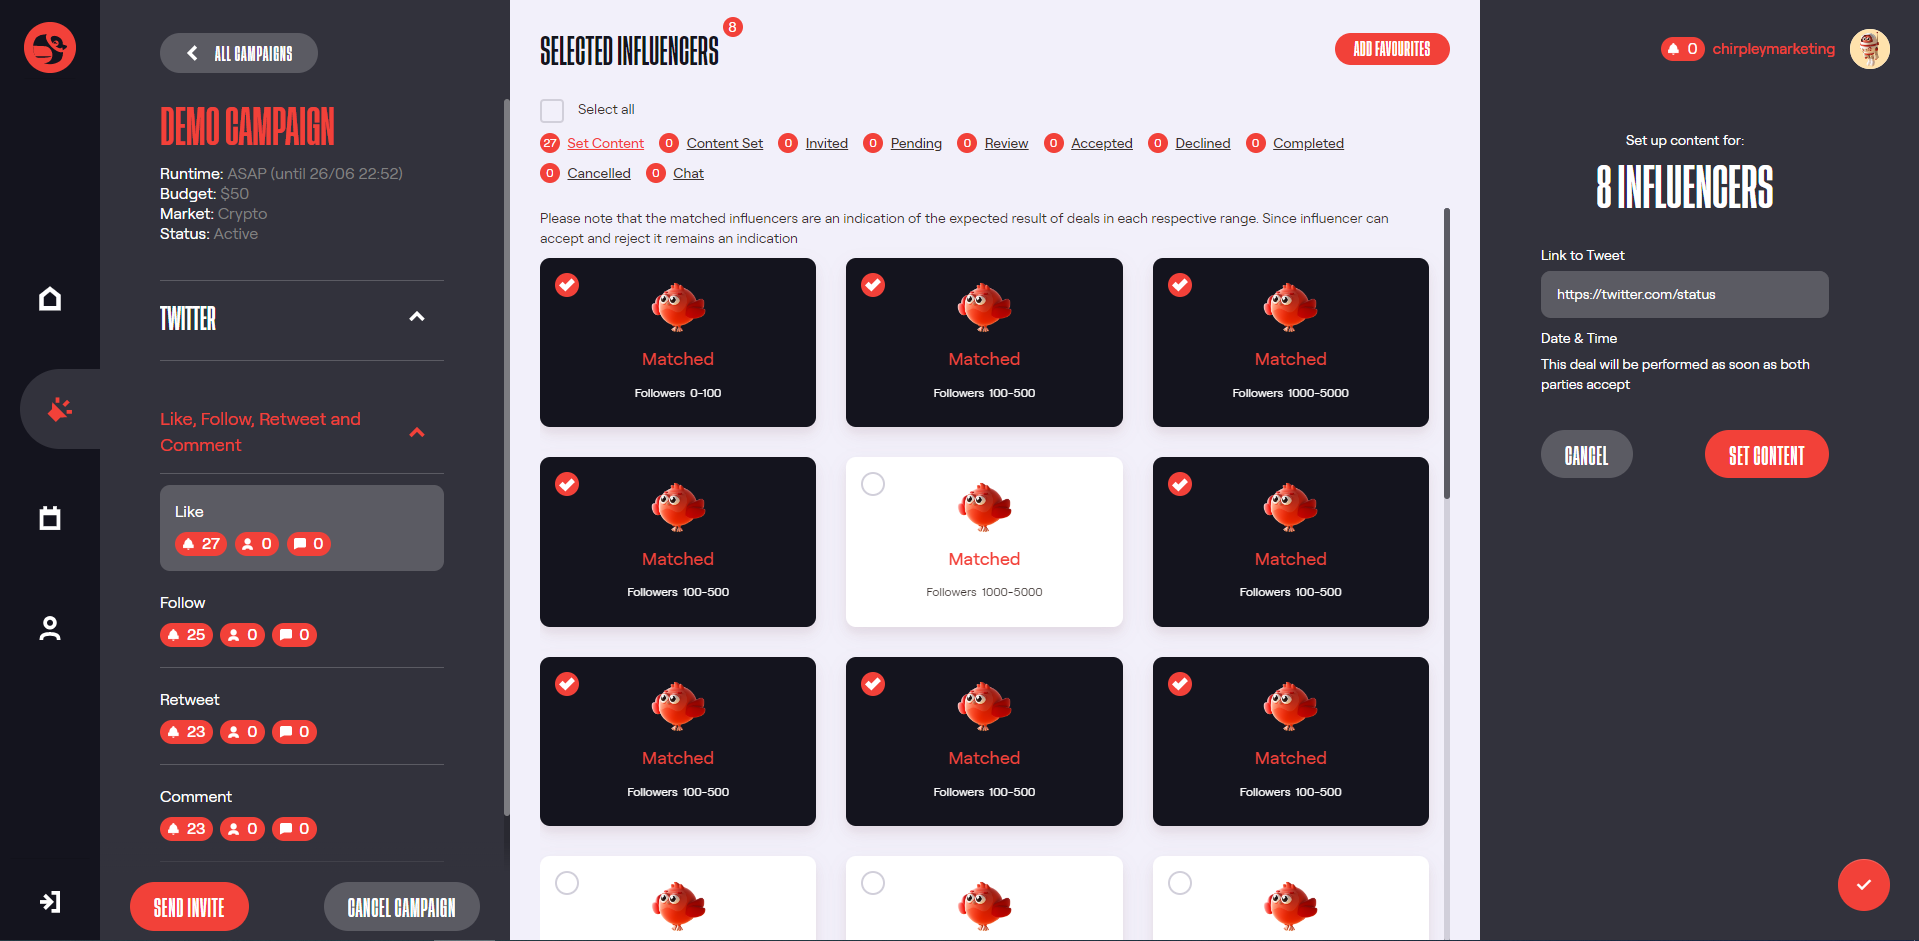 ALL CAMPAIGNS
DEMO CAMPAIGN
Runtime: ASAP (until 26/06 22:52)
Budget: $50
Market: Crypto
Status: Active
TWITTER
Like, Follow, Retweet and
Comment
Like
27 0 0
Follow
25 0 0
Retweet
23 0 0
Comment
23 0 0
SEND INVITE CANCEL CAMPAIGN
SELECTED INFLUENCERS 8
ADD FAVOURITES
Select all
27 Set Content 0 Content Set 0 Invited 0 Pending 0 Review 0 Accepted 0 Declined 0 Completed
0 Cancelled 0 Chat
Please note that the matched influencers are an indication of the expected result of deals in each respective range. Since influencer can
accept and reject it remains an indication
Matched Matched Matched
Followers 0-100 Followers 100-500 Followers 1000-5000
Matched Matched Matched
Followers 100-500 Followers 1000-5000 Followers 100-500
Matched Matched Matched
Followers 100-500 Followers 100-500 Followers 100-500
0 chirpleymarketing
Set up content for:
8 INFLUENCERS
Link to Tweet
https://twitter.com/status
Date & Time
This deal will be performed as soon as both
parties accept
CANCEL SET CONTENT